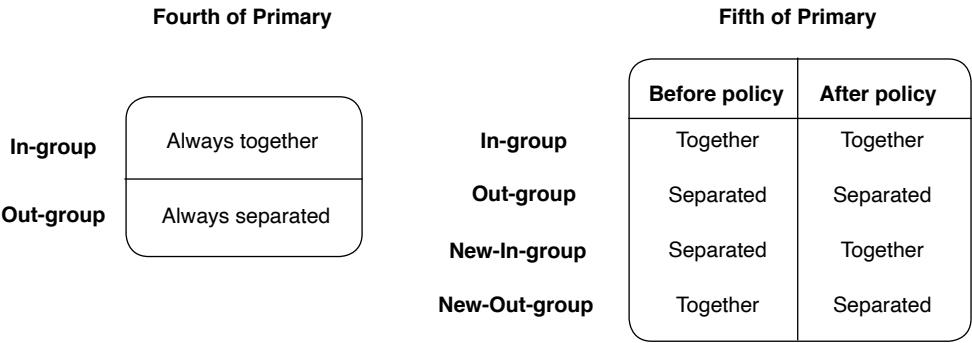 Fourth of Primary
In-group Always together
Out-group Always separated
Fifth of Primary
Before policy After policy
In-group Together Together
Out-group Separated Separated
New-In-group Separated Together
New-Out-group Together Separated